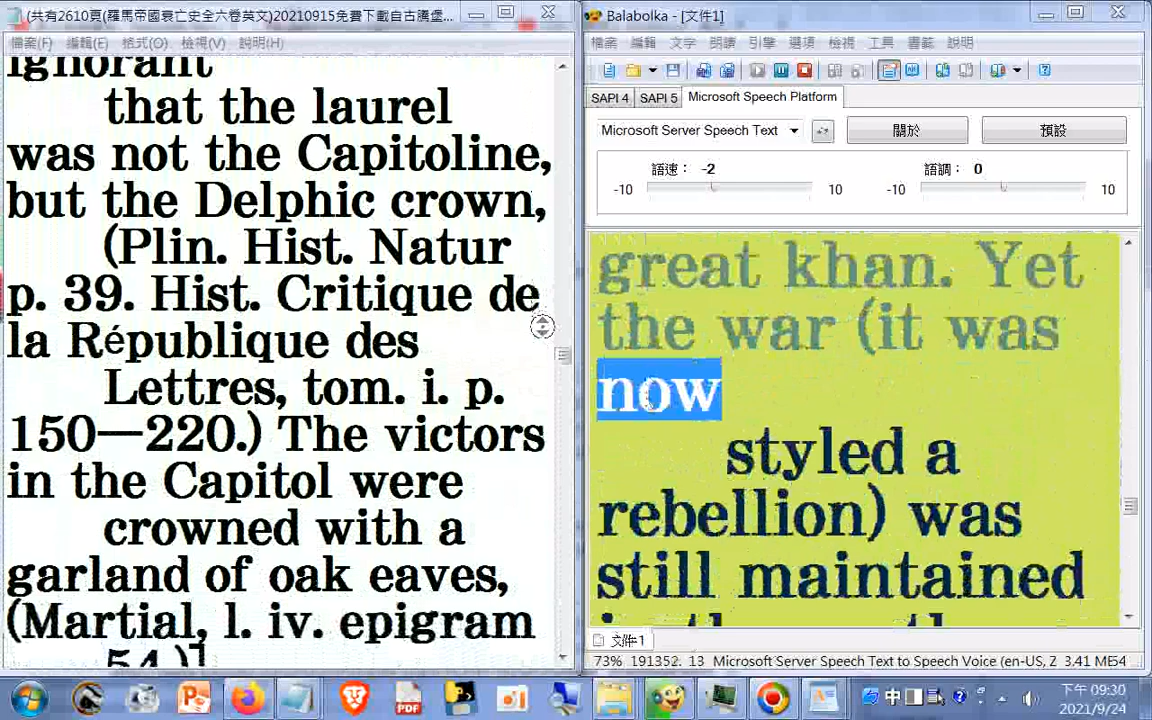 (共有2610頁(羅馬帝國衰亡史全六卷英文)20210915免費下載自古騰堡...
檔案(F) 編輯(E) 格式(O) 檢視(V) 說明(H)
ignorant
that the laurel
was not the Capitoline,
but the Delphic crown,
(Plin. Hist. Natur
p. 39. Hist. Critique de
la République des
Lettres, tom. i. p.
150—220.) The victors
in the Capitol were
crowned with a
garland of oak eaves,
(Martial, l. iv. epigram
54.)]
Balabolka - [文件1]
檔案 編輯 文字 朗讀 引擎 選項 檢視 工具 書籤 說明
SAPI 4 SAPI 5 Microsoft Speech Platform
Microsoft Server Speech Text 關於 預設
語速: -2 語調: 0
-10 10 -10 10
great khan. Yet
the war (it was
now
styled a
rebellion) was
still maintained
文件1
73% 191352: 13 Microsoft Server Speech Text to Speech Voice (en-US, Z 3.41 ME54
中
下午 09:30
2021/9/24